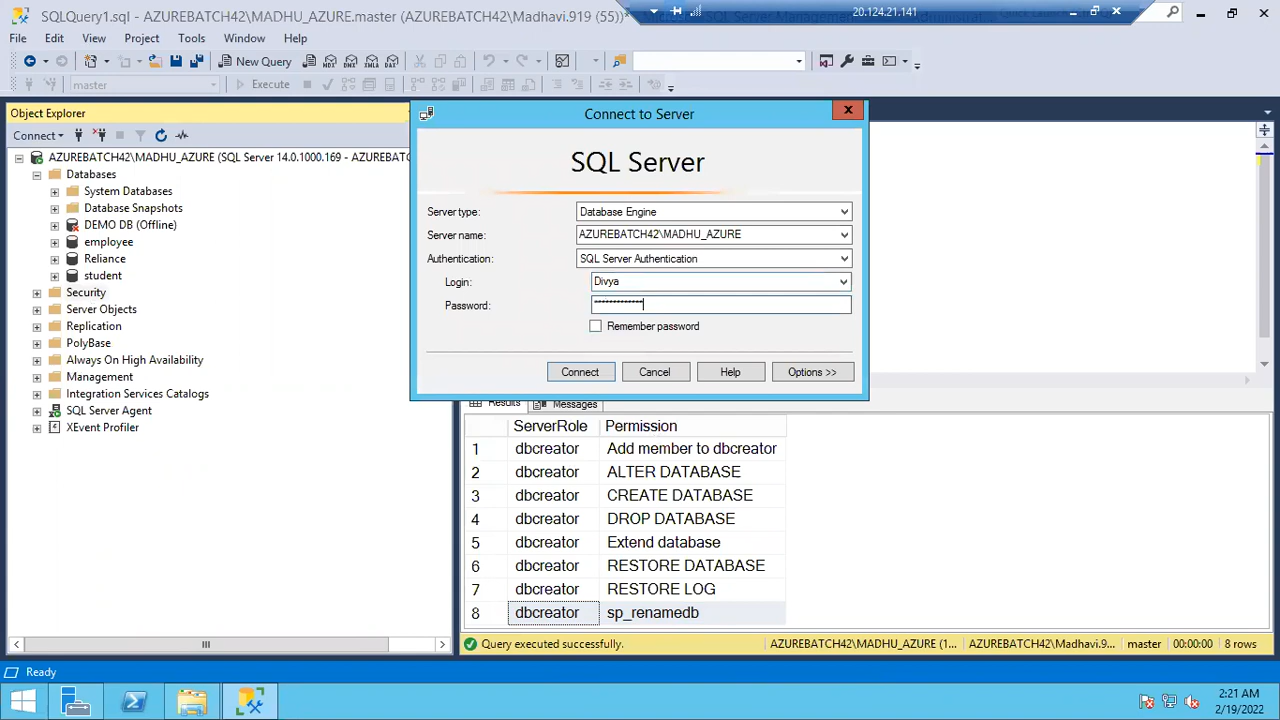 SQLQuery1.sql - AZUREBATCH42\MADHU_AZURE.master (AZUREBATCH42\Madhavi.919 (55))*
20.124.21.141
File Edit View Project Tools Window Help
New Query
MDX DMX XMLA DAX
master
Execute
Object Explorer
Connect
AZUREBATCH42\MADHU_AZURE (SQL Server 14.0.1000.169 - AZUREBATC
Databases
System Databases
Database Snapshots
DEMO DB (Offline)
employee
Reliance
student
Security
Server Objects
Replication
PolyBase
Always On High Availability
Management
Integration Services Catalogs
SQL Server Agent
XEvent Profiler
Connect to Server
SQL Server
Server type: Database Engine
Server name: AZUREBATCH42\MADHU_AZURE
Authentication: SQL Server Authentication
Login: Divya
Password: *************
Remember password
Connect Cancel Help Options >>
Results Messages
ServerRole Permission
1 dbcreator Add member to dbcreator
2 dbcreator ALTER DATABASE
3 dbcreator CREATE DATABASE
4 dbcreator DROP DATABASE
5 dbcreator Extend database
6 dbcreator RESTORE DATABASE
7 dbcreator RESTORE LOG
8 dbcreator sp_renamedb
Query executed successfully. AZUREBATCH42\MADHU_AZURE (1... AZUREBATCH42\Madhavi.9... master 00:00:00 8 rows
Ready
2:21 AM
2/19/2022